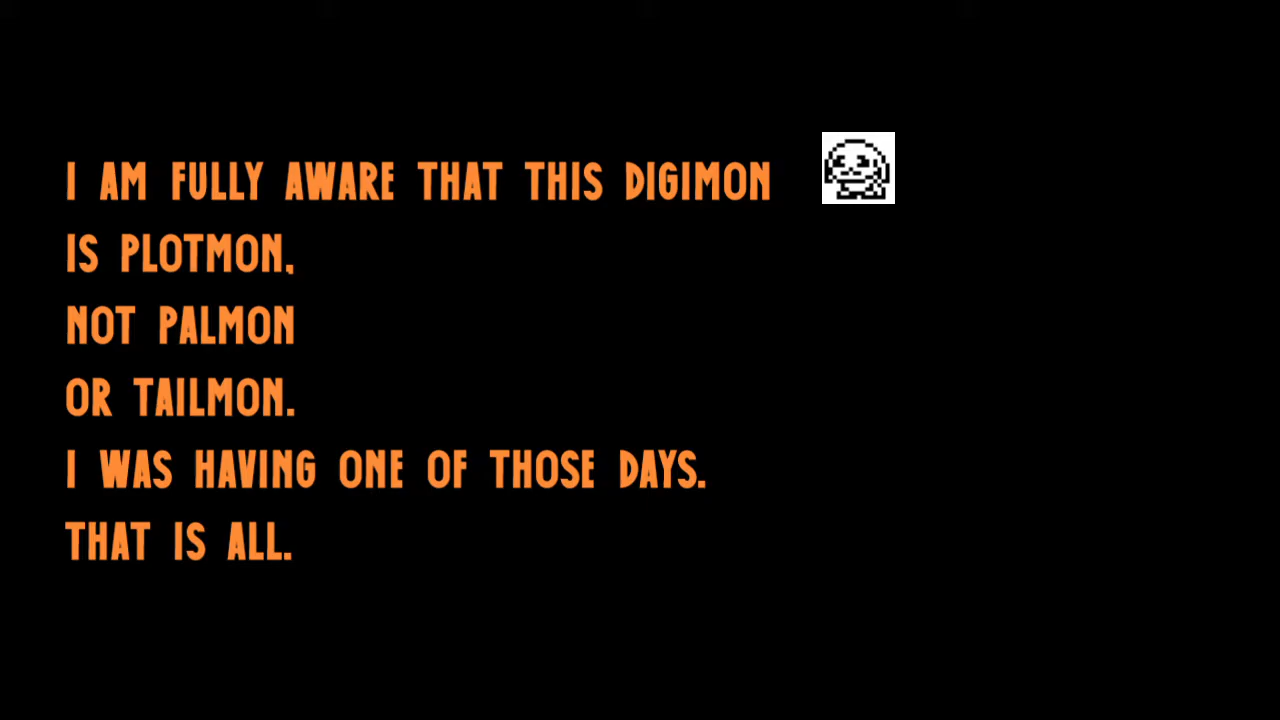 I AM FULLY AWARE THAT THIS DIGIMON
IS PLOTMON,
NOT PALMON
OR TAILMON.
I WAS HAVING ONE OF THOSE DAYS.
THAT IS ALL.